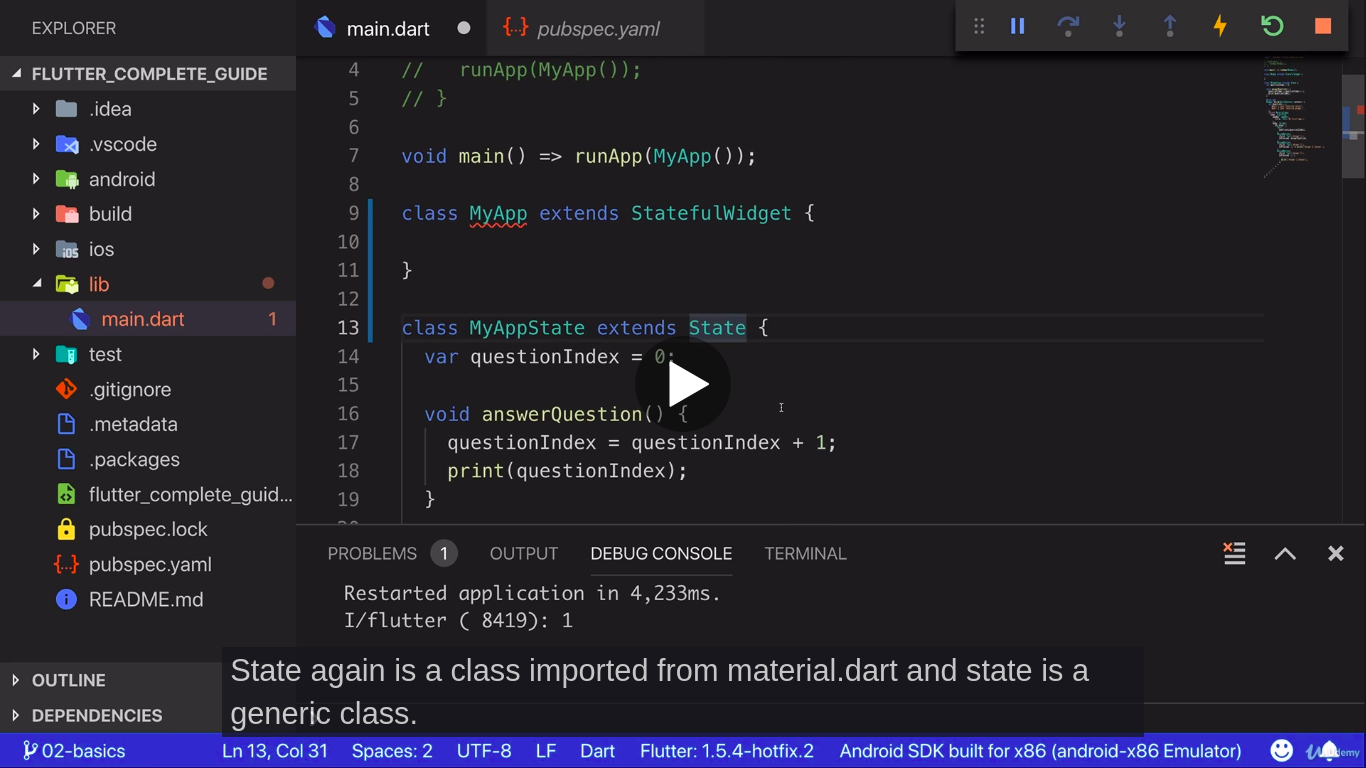 EXPLORER
main.dart
{..} pubspec.yaml
FLUTTER_COMPLETE_GUIDE
.idea
.vscode
android
build
ios
lib
main.dart 1
test
.gitignore
.metadata
.packages
flutter_complete_guid...
pubspec.lock
{..} pubspec.yaml
README.md
OUTLINE
DEPENDENCIES
4 // runApp(MyApp());
5 // }
6
7 void main() => runApp(MyApp());
8
9 class MyApp extends StatefulWidget {
10
11 }
12
13 class MyAppState extends State {
14 var questionIndex = 0;
15
16 void answerQuestion() {
17 questionIndex = questionIndex + 1;
18 print(questionIndex);
19 }
PROBLEMS 1 OUTPUT DEBUG CONSOLE TERMINAL
Restarted application in 4,233ms.
I/flutter ( 8419): 1
State again is a class imported from material.dart and state is a
generic class.
02-basics Ln 13, Col 31 Spaces: 2 UTF-8 LF Dart Flutter: 1.5.4-hotfix.2 Android SDK built for x86 (android-x86 Emulator)